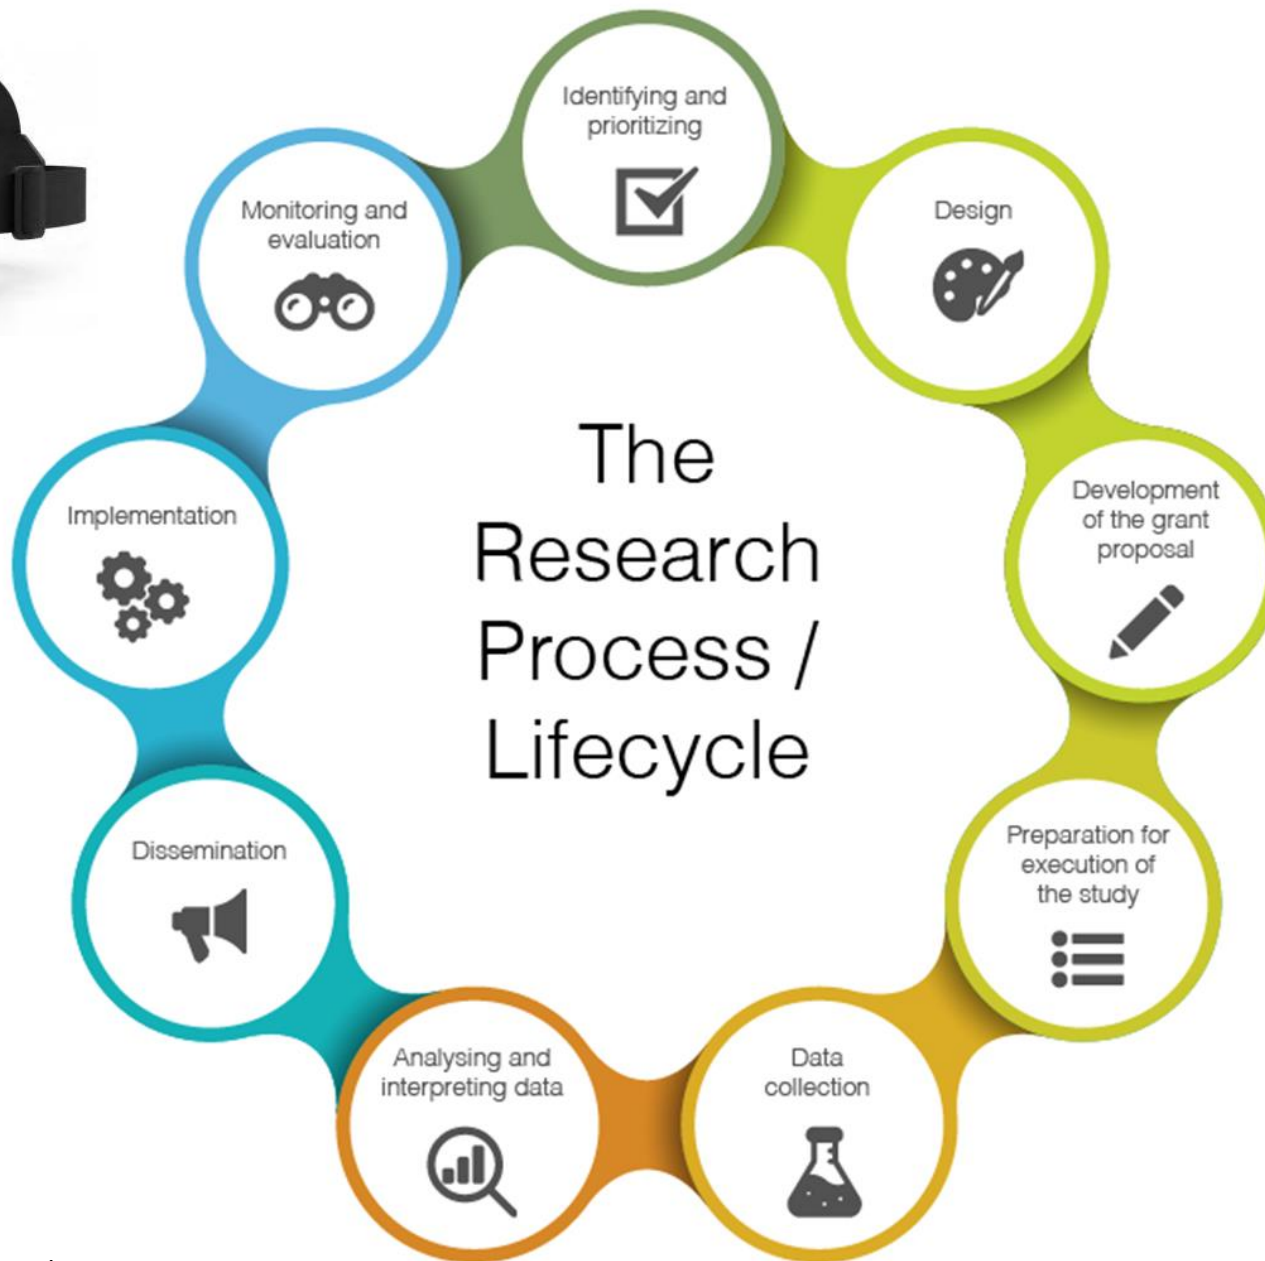 The
Research
Process /
Lifecycle
Identifying and
prioritizing
Design
Development
of the grant
proposal
Preparation for
execution of
the study
Data
collection
Analysing and
interpreting data
Dissemination
Implementation
Monitoring and
evaluation